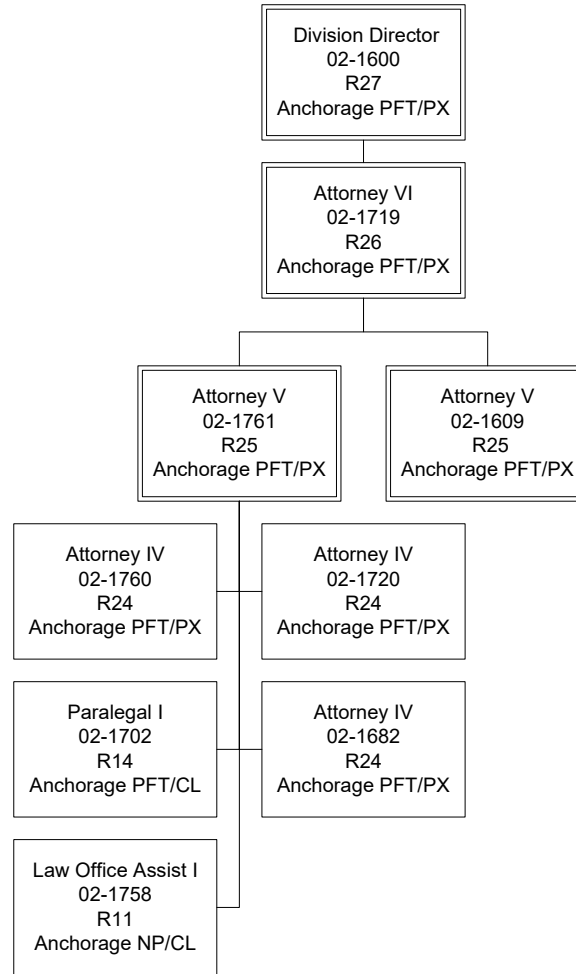 Division Director
02-1600
R27
Anchorage PFT/PX
Attorney VI
02-1719
R26
Anchorage PFT/PX
Attorney V
02-1761
R25
Anchorage PFT/PX
Attorney V
02-1609
R25
Anchorage PFT/PX
Attorney IV
02-1760
R24
Anchorage PFT/PX
Attorney IV
02-1720
R24
Anchorage PFT/PX
Paralegal I
02-1702
R14
Anchorage PFT/CL
Attorney IV
02-1682
R24
Anchorage PFT/PX
Law Office Assist I
02-1758
R11
Anchorage NP/CL